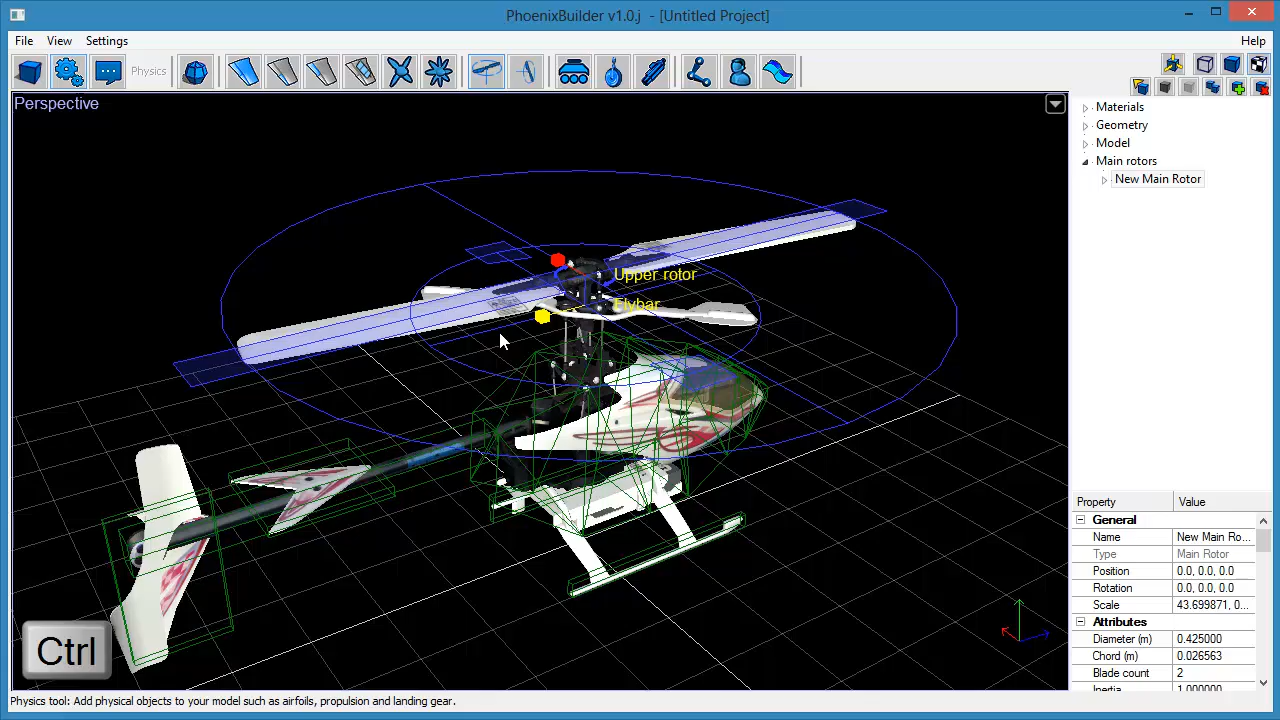 PhoenixBuilder v1.0.j - [Untitled Project]
File View Settings Help
Physics
Perspective
Materials
Geometry
Model
Main rotors
New Main Rotor
Upper rotor
Flybar
Property Value
General
Name New Main Ro...
Type Main Rotor
Position 0.0, 0.0, 0.0
Rotation 0.0, 0.0, 0.0
Scale 43.699871, 0...
Attributes
Diameter (m) 0.425000
Chord (m) 0.026563
Blade count 2
Inertia 1.000000
Ctrl
Physics tool: Add physical objects to your model such as airfoils, propulsion and landing gear.